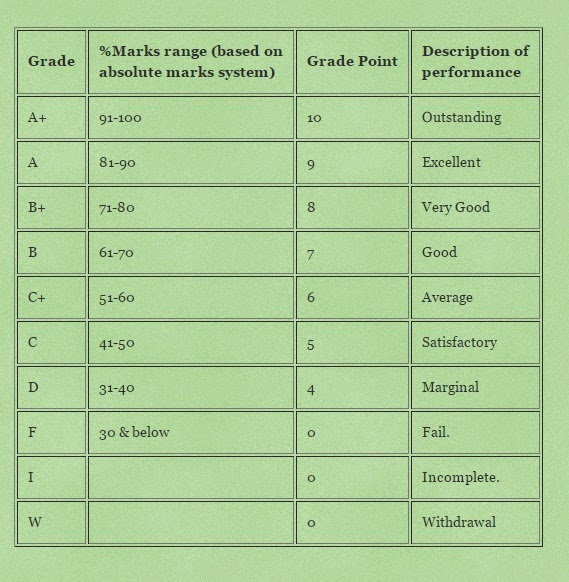 Grade %Marks range (based on absolute marks system) Grade Point Description of performance
A+ 91-100 10 Outstanding
A 81-90 9 Excellent
B+ 71-80 8 Very Good
B 61-70 7 Good
C+ 51-60 6 Average
C 41-50 5 Satisfactory
D 31-40 4 Marginal
F 30 & below 0 Fail.
I 0 Incomplete.
W 0 Withdrawal